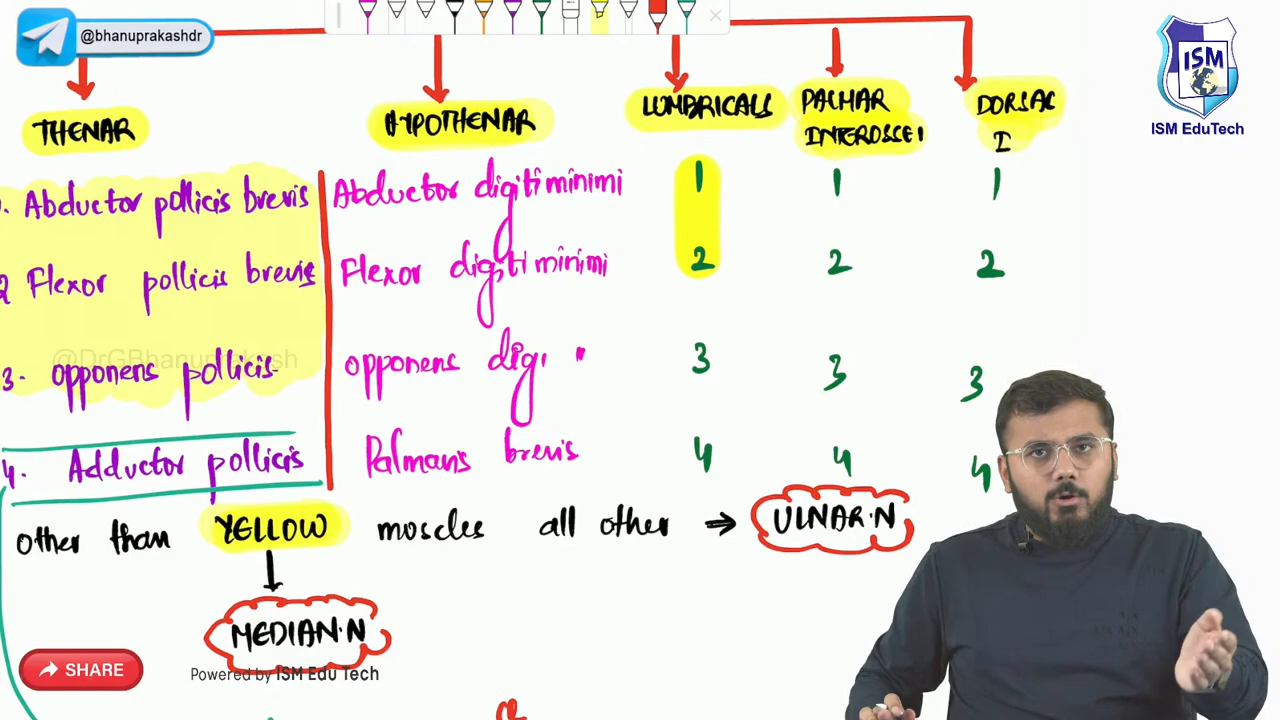 @bhanuprakashdr
ISM
ISM EduTech
THENAR
HYPOTHENAR
LUMBRICALS
PALMAR
INTEROSSEI
DORSAL
I
Abductor pollicis brevis
2 Flexor pollicis brevis
3. opponens pollicis
4. Adductor pollicis
Abductor digiti minimi
Flexor digiti minimi
opponens digi
Palmaris brevis
1
2
3
4
1
2
3
4
1
2
3
4
@DrGBhanuprakash
other than YELLOW muscles all other → ULNAR.N
MEDIAN.N
SHARE
Powered by ISM Edu Tech